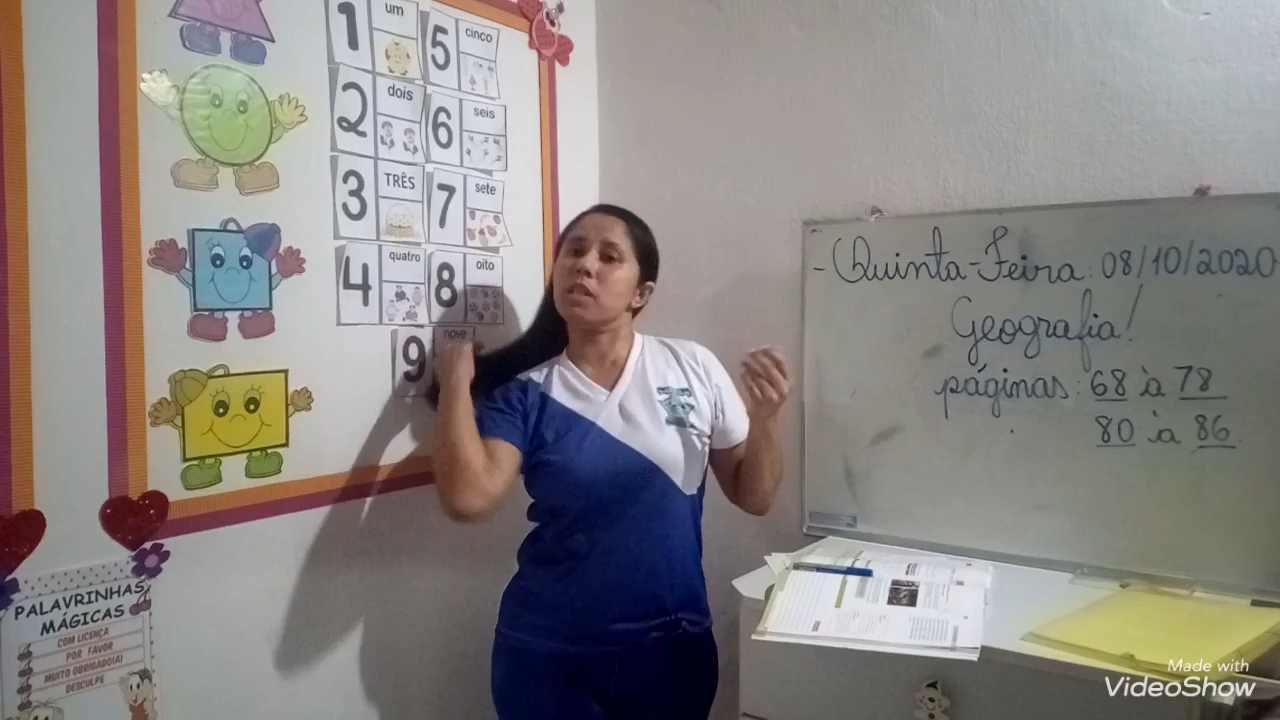 1 um
2 dois
3 TRÊS
4 quatro
5 cinco
6 seis
7 sete
8 oito
9 nove
PALAVRINHAS
MÁGICAS
COM LICENÇA
POR FAVOR
MUITO OBRIGADO(A)
DESCULPE
- Quinta-Feira: 08/10/2020
Geografia!
páginas: 68 à 78
80 à 86
Made with
VideoShow